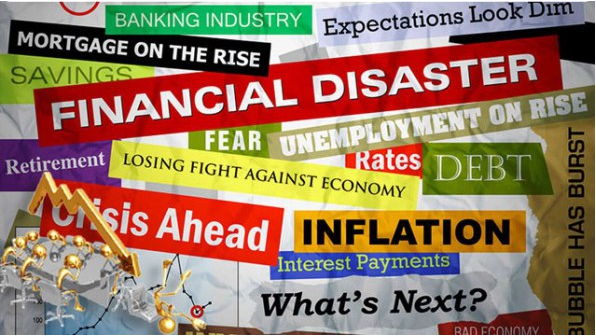 BANKING INDUSTRY
Expectations Look Dim
MORTGAGE ON THE RISE
SAVINGS
FINANCIAL DISASTER
UNEMPLOYMENT ON RISE
FEAR
Retirement
LOSING FIGHT AGAINST ECONOMY
Rates
DEBT
Crisis Ahead
INFLATION
Interest Payments
What's Next?
BUBBLE HAS BURST
BAD ECONOMY
100